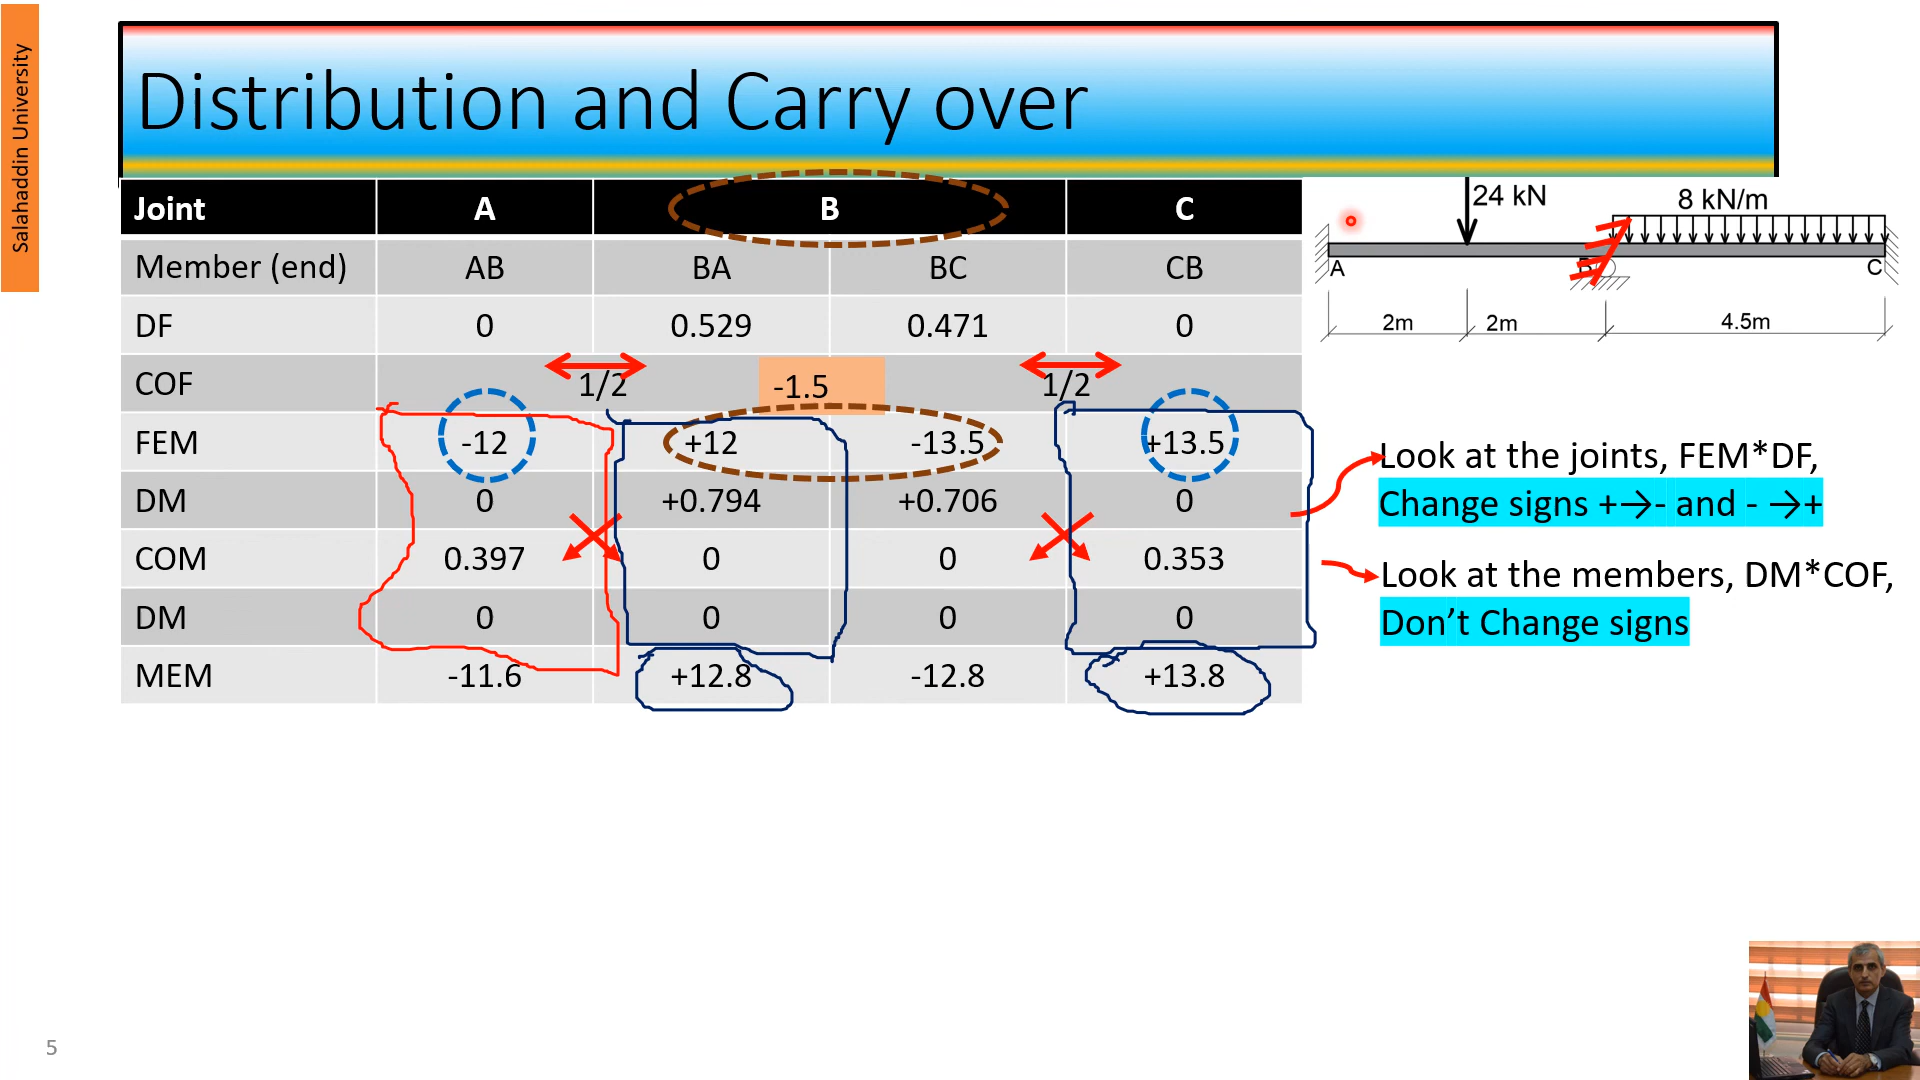 Salahaddin University
Distribution and Carry over
Joint A B C
Member (end) AB BA BC CB
DF 0 0.529 0.471 0
COF 1/2 -1.5 1/2
FEM -12 +12 -13.5 +13.5
DM 0 +0.794 +0.706 0
COM 0.397 0 0 0.353
DM 0 0 0 0
MEM -11.6 +12.8 -12.8 +13.8
24 kN
8 kN/m
A B C
2m 2m 4.5m
Look at the joints, FEM*DF,
Change signs +→- and - →+
Look at the members, DM*COF,
Don't Change signs
5